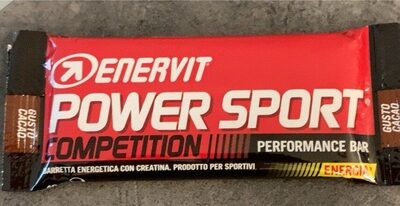 ENERVIT
POWER SPORT
COMPETITION
PERFORMANCE BAR
BARRETTA ENERGETICA CON CREATINA. PRODOTTO PER SPORTIVI
ENERGIA
GUSTO
CACAO
GUSTO
CACAO